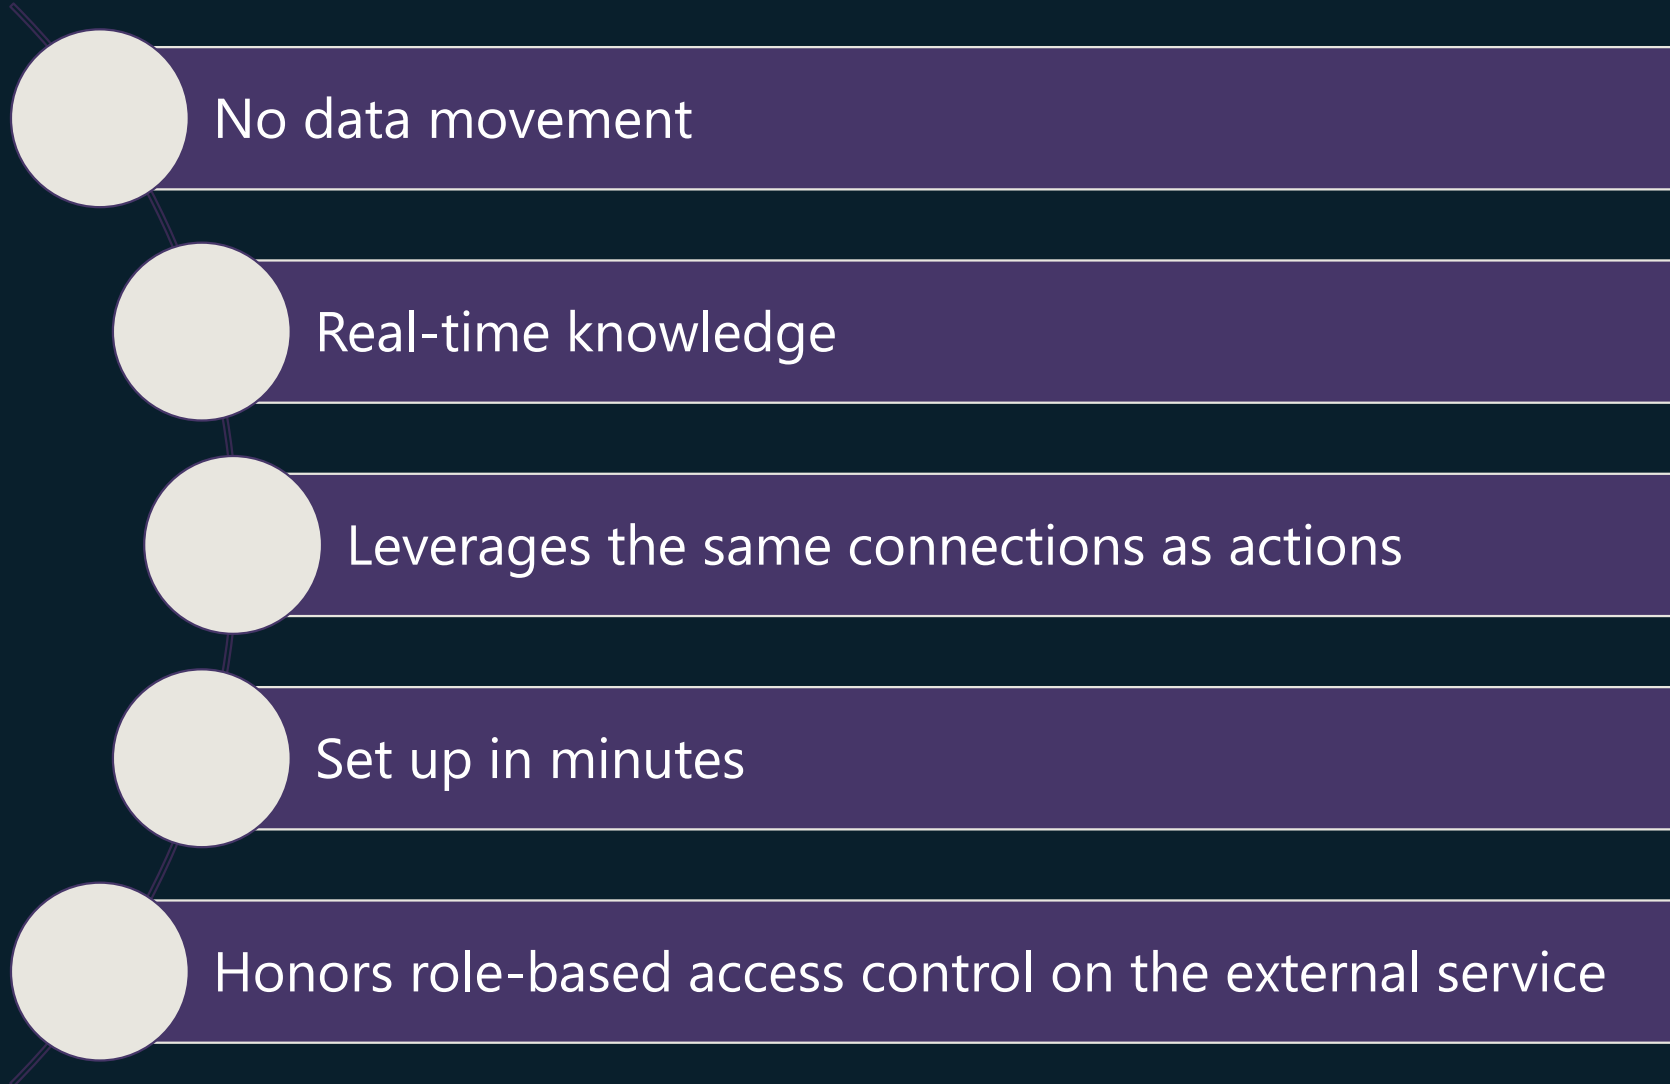 No data movement
Real-time knowledge
Leverages the same connections as actions
Set up in minutes
Honors role-based access control on the external service